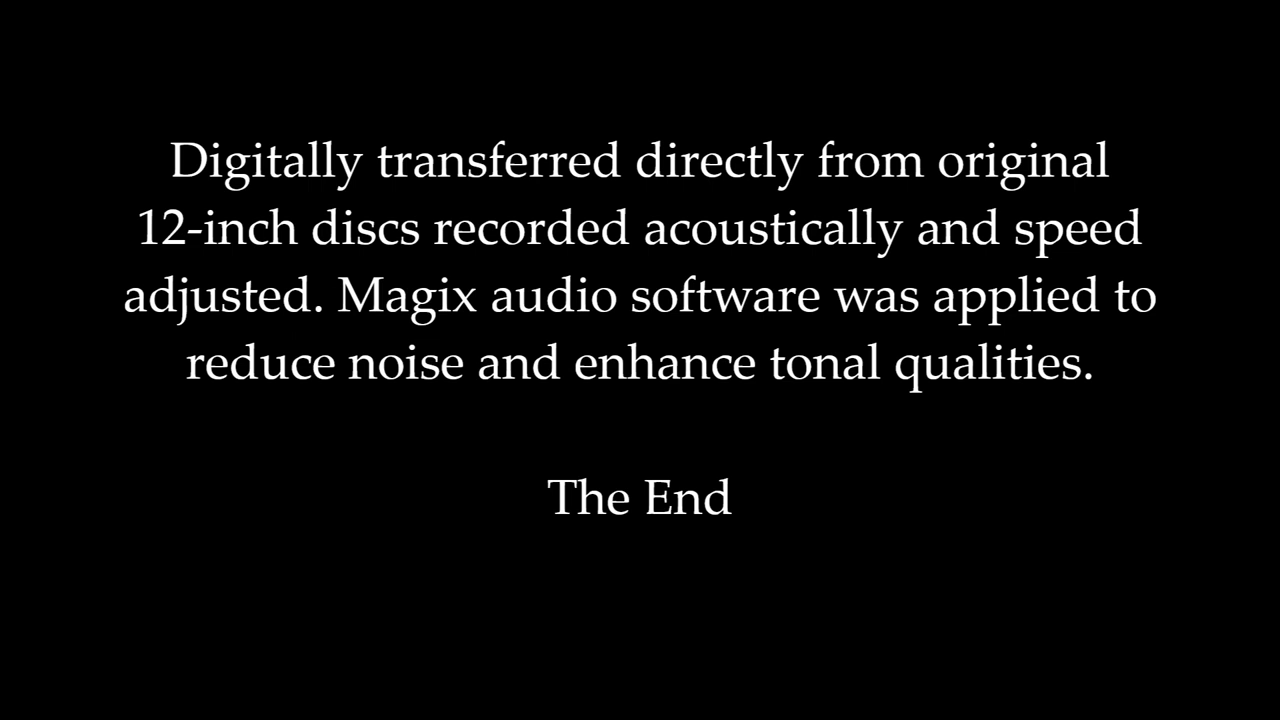 Digitally transferred directly from original
12-inch discs recorded acoustically and speed
adjusted. Magix audio software was applied to
reduce noise and enhance tonal qualities.
The End